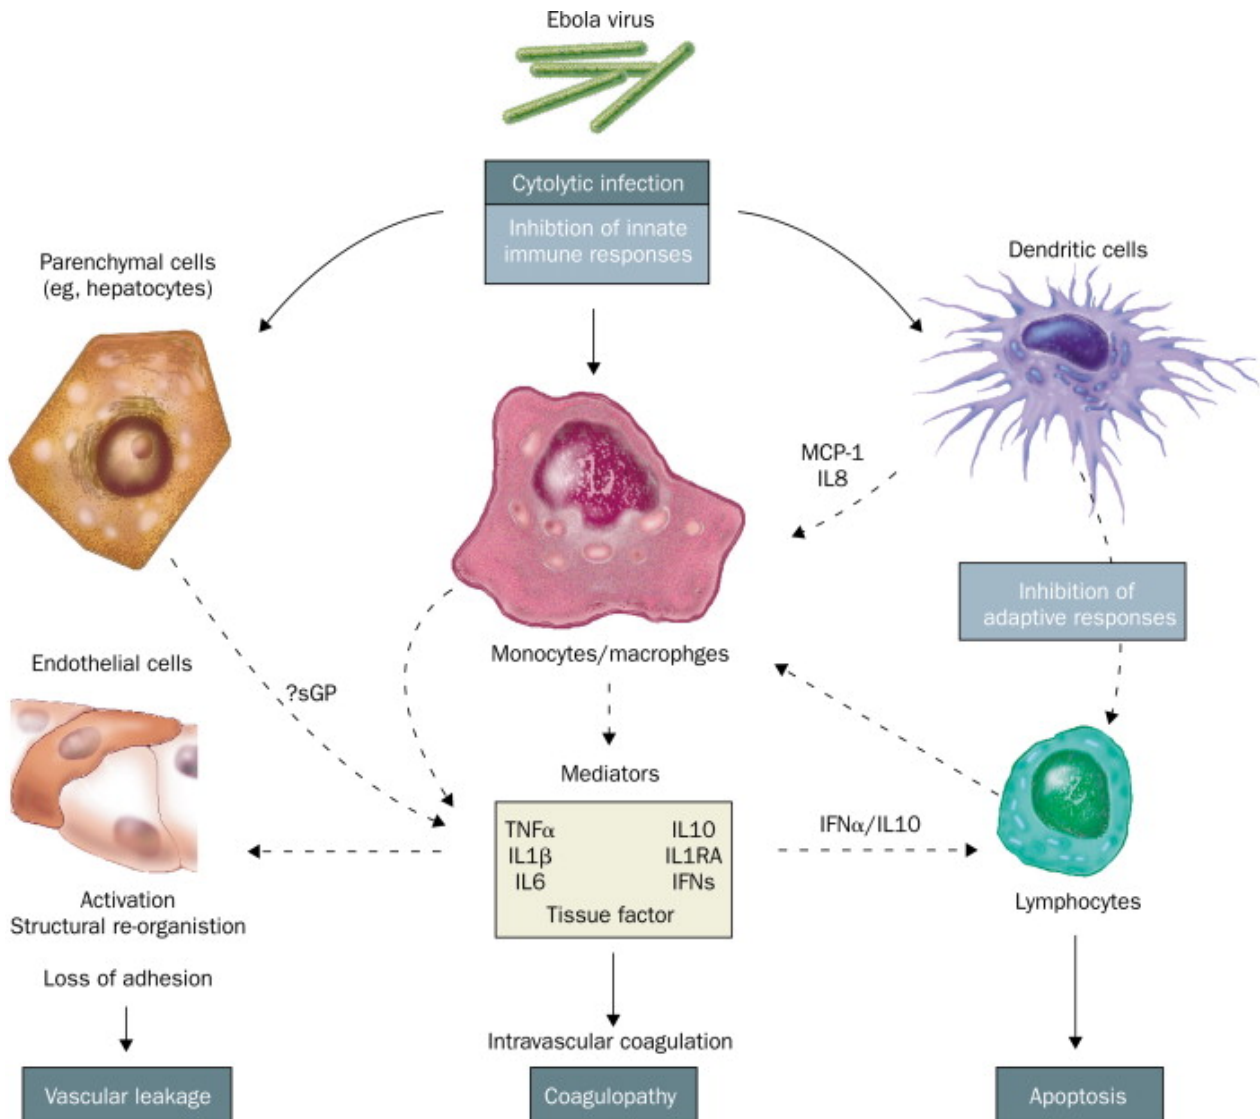 Ebola virus
Cytolytic infection
Inhibtion of innate
immune responses
Parenchymal cells
(eg, hepatocytes)
Dendritic cells
MCP-1
IL8
Inhibition of
adaptive responses
Monocytes/macrophges
Endothelial cells
?sGP
Mediators
TNFα IL10
IL1β IL1RA
IL6 IFNs
Tissue factor
IFNα/IL10
Lymphocytes
Activation
Structural re-organistion
Loss of adhesion
Intravascular coagulation
Vascular leakage
Coagulopathy
Apoptosis